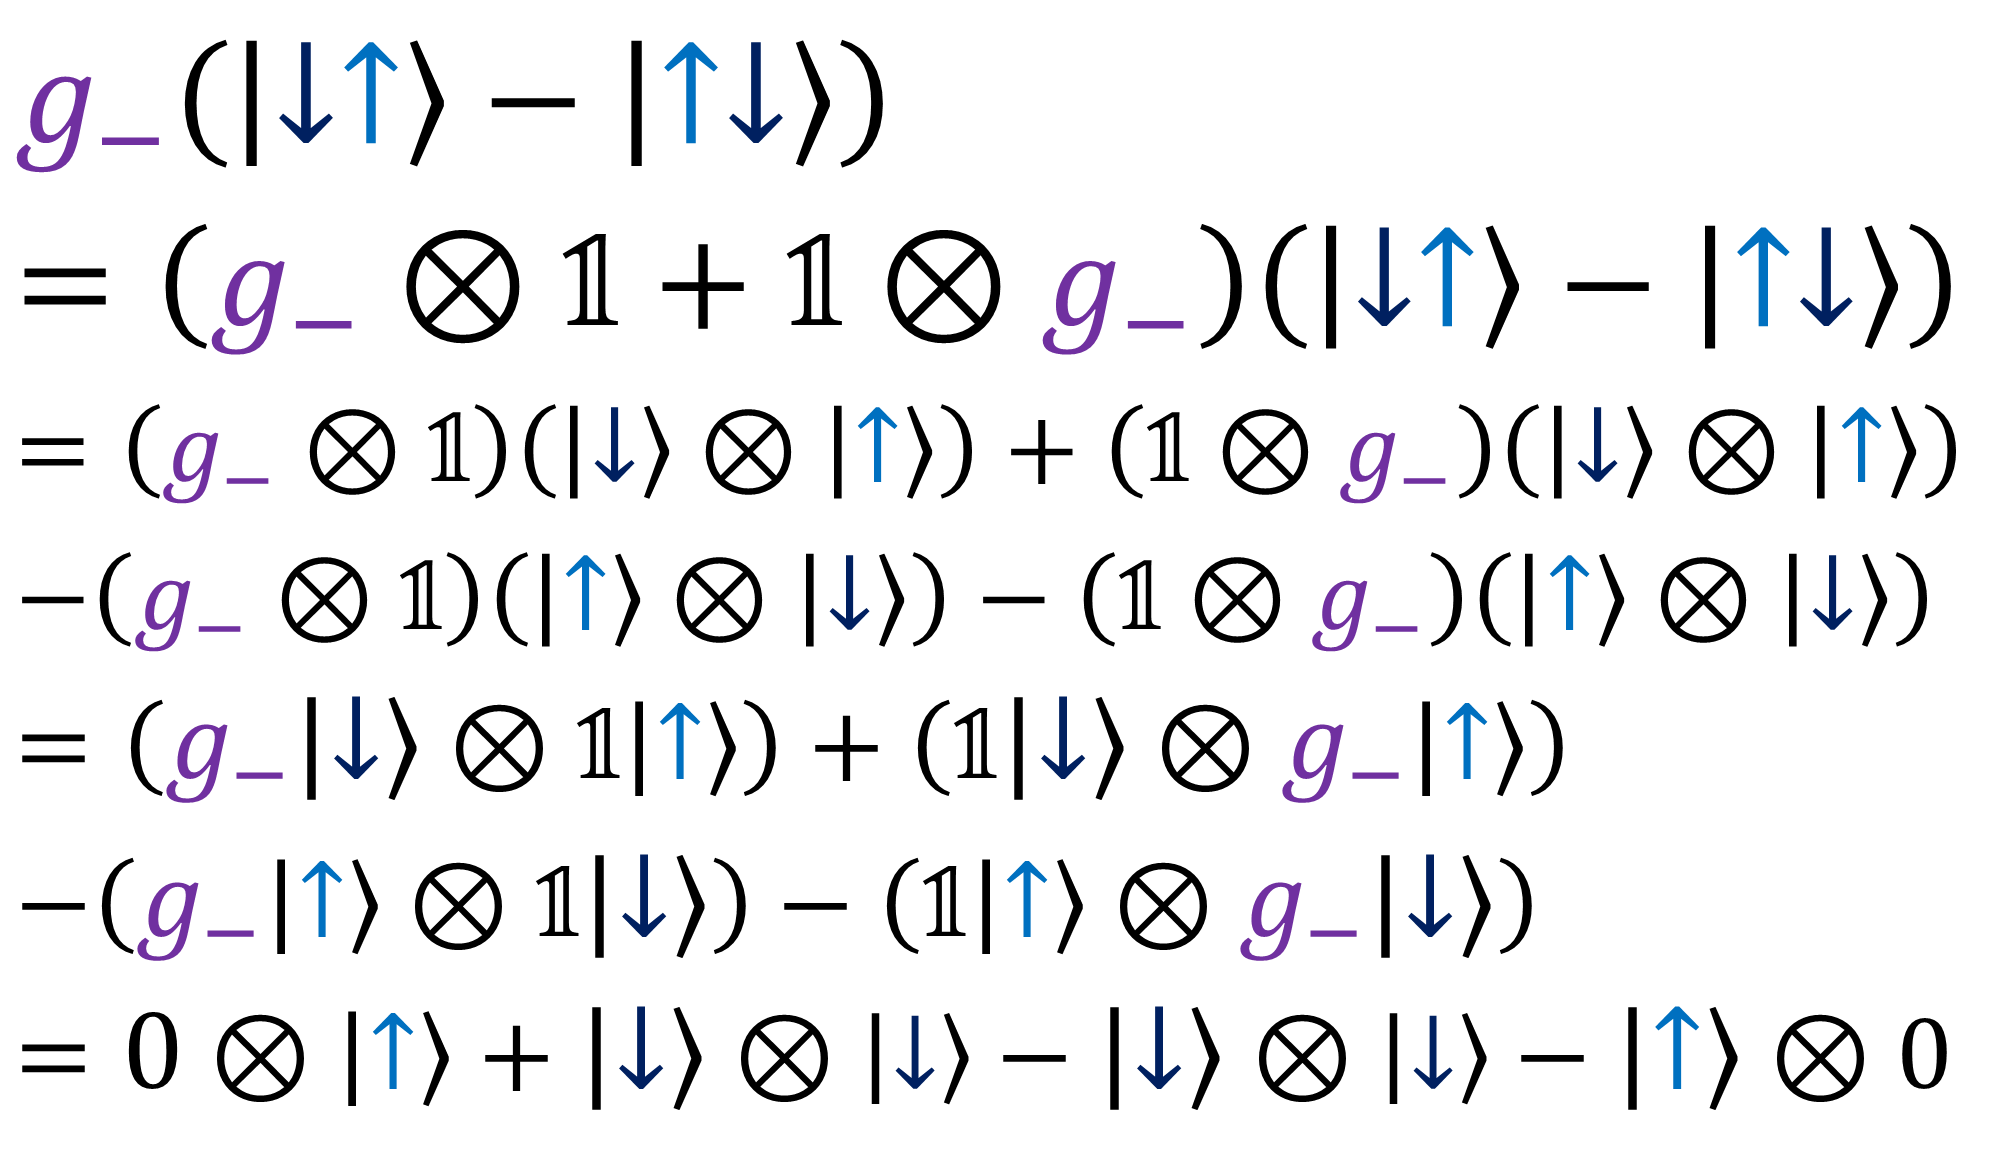 g₋(|↓↑⟩ − |↑↓⟩)
= (g₋ ⊗ 𝟙 + 𝟙 ⊗ g₋)(|↓↑⟩ − |↑↓⟩)
= (g₋ ⊗ 𝟙)(|↓⟩ ⊗ |↑⟩) + (𝟙 ⊗ g₋)(|↓⟩ ⊗ |↑⟩)
−(g₋ ⊗ 𝟙)(|↑⟩ ⊗ |↓⟩) − (𝟙 ⊗ g₋)(|↑⟩ ⊗ |↓⟩)
= (g₋|↓⟩ ⊗ 𝟙|↑⟩) + (𝟙|↓⟩ ⊗ g₋|↑⟩)
−(g₋|↑⟩ ⊗ 𝟙|↓⟩) − (𝟙|↑⟩ ⊗ g₋|↓⟩)
= 0 ⊗ |↑⟩ + |↓⟩ ⊗ |↓⟩ − |↓⟩ ⊗ |↓⟩ − |↑⟩ ⊗ 0